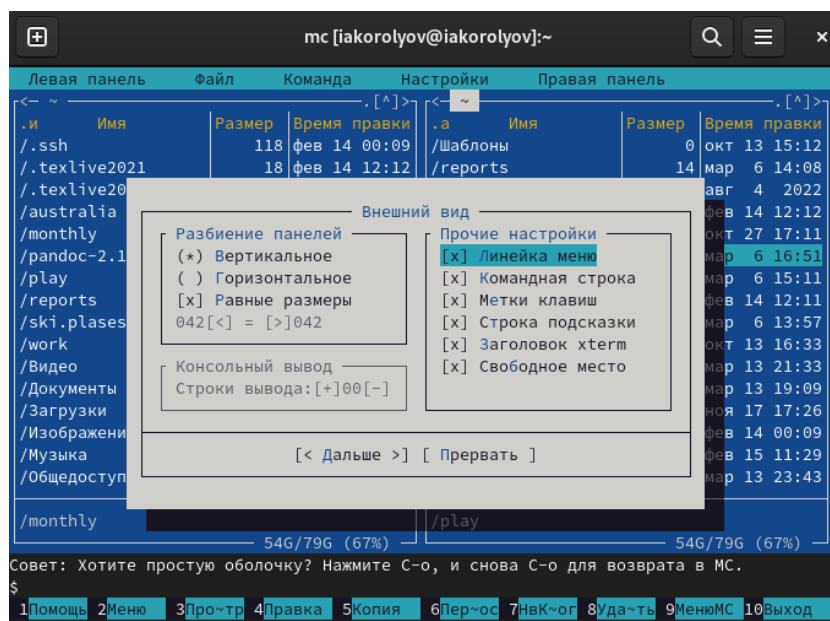 mc [iakorolyov@iakorolyov]:~
Левая панель Файл Команда Настройки Правая панель
<— ~ .[^]> <— ~ .[^]>
.и Имя Размер Время правки .а Имя Размер Время правки
/.ssh 118 фев 14 00:09 /Шаблоны 0 окт 13 15:12
/.texlive2021 18 фев 14 12:12 /reports 14 мар 6 14:08
/.texlive20 авг 4 2022
/australia Внешний вид фев 14 12:12
/monthly Разбиение панелей Прочие настройки окт 27 17:11
/pandoc-2.1 (*) Вертикальное [x] Линейка меню мар 6 16:51
/play ( ) Горизонтальное [x] Командная строка мар 6 15:11
/reports [x] Равные размеры [x] Метки клавиш фев 14 12:11
/ski.plases 042[<] = [>]042 [x] Строка подсказки мар 6 13:57
/work [x] Заголовок xterm окт 13 16:33
/Видео Консольный вывод [x] Свободное место мар 13 21:33
/Документы Строки вывода:[+]00[-] мар 13 19:09
/Загрузки ноя 17 17:26
/Изображени фев 14 00:09
/Музыка [< Дальше >] [ Прервать ] фев 15 11:29
/Общедоступ мар 13 23:43
/monthly /play
54G/79G (67%) 54G/79G (67%)
Совет: Хотите простую оболочку? Нажмите C-o, и снова C-o для возврата в MC.
$
1Помощь 2Меню 3Про~тр 4Правка 5Копия 6Пер~ос 7НвК~ог 8Уда~ть 9МенюMC 10Выход